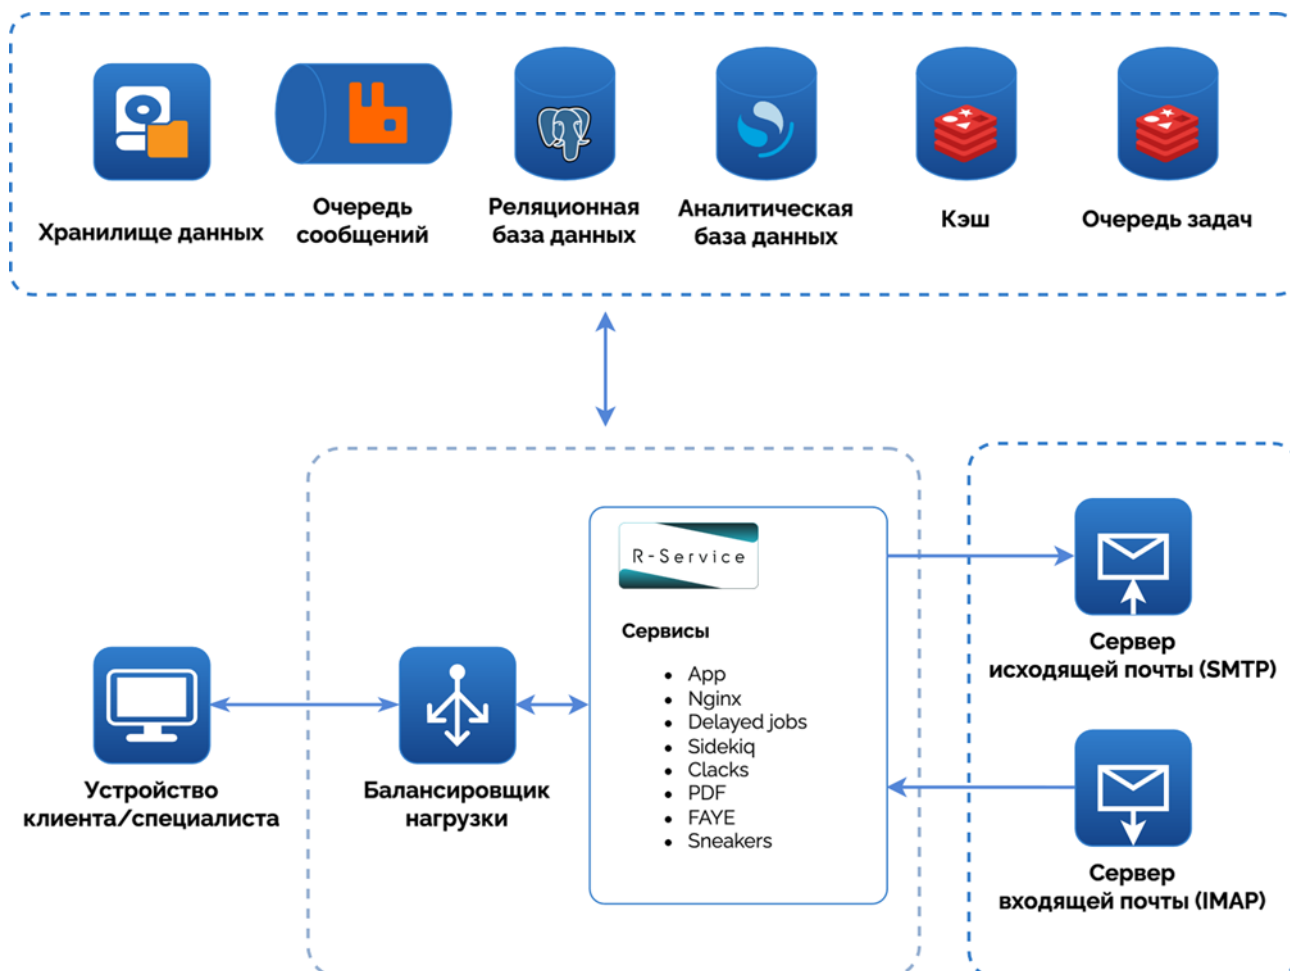 Хранилище данных
Очередь
сообщений
Реляционная
база данных
Аналитическая
база данных
Кэш
Очередь задач
R-Service
Сервисы
App
Nginx
Delayed jobs
Sidekiq
Clacks
PDF
FAYE
Sneakers
Устройство
клиента/специалиста
Балансировщик
нагрузки
Сервер
исходящей почты (SMTP)
Сервер
входящей почты (IMAP)